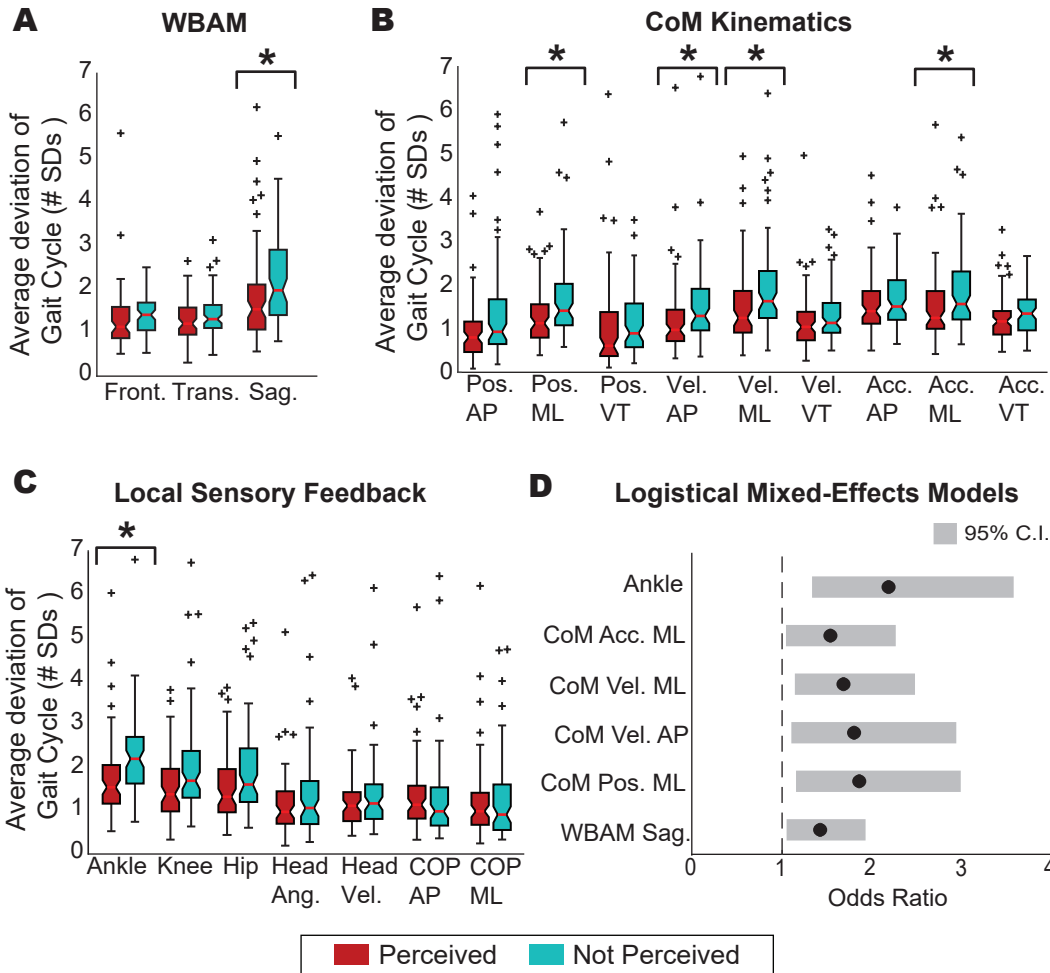 A
WBAM
*
Average deviation of
Gait Cycle (# SDs )
7
6
5
4
3
2
1
0
Front. Trans. Sag.
B
CoM Kinematics
* * * *
Average deviation of
Gait Cycle (# SDs )
7
6
5
4
3
2
1
0
Pos. Pos. Pos. Vel. Vel. Vel. Acc. Acc. Acc.
AP ML VT AP ML VT AP ML VT
C
Local Sensory Feedback
*
Average deviation of
Gait Cycle (# SDs )
7
6
5
4
3
2
1
0
Ankle Knee Hip Head Head COP COP
Ang. Vel. AP ML
D
Logistical Mixed-Effects Models
95% C.I.
Ankle
CoM Acc. ML
CoM Vel. ML
CoM Vel. AP
CoM Pos. ML
WBAM Sag.
0 1 2 3 4
Odds Ratio
Perceived Not Perceived